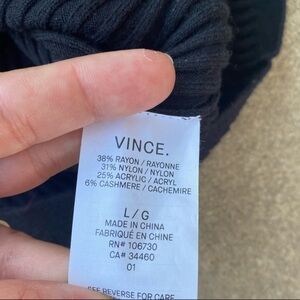 VINCE.
38% RAYON / RAYONNE
31% NYLON / NYLON
25% ACRYLIC / ACRYL
6% CASHMERE / CACHEMIRE
L / G
MADE IN CHINA
FABRIQUÉ EN CHINE
RN# 106730
CA# 34460
01
SEE REVERSE FOR CARE